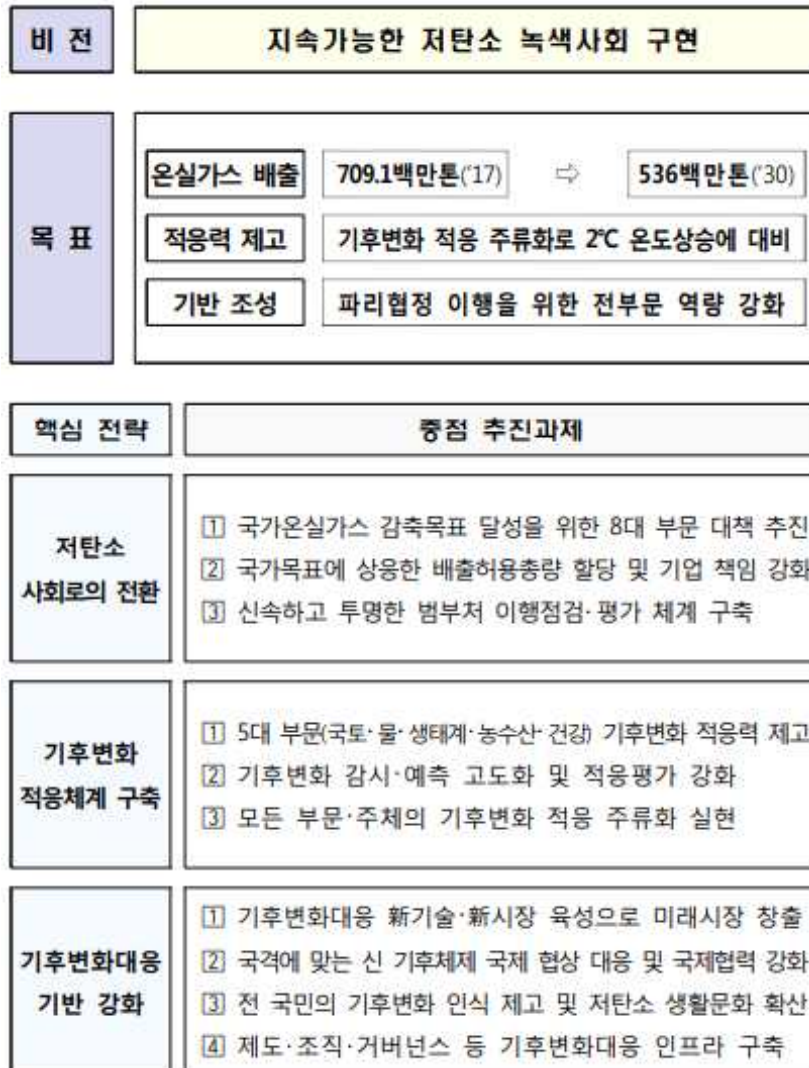 비 전
지속가능한 저탄소 녹색사회 구현
목 표
온실가스 배출
709.1백만톤('17)
⇨
536백만톤('30)
적응력 제고
기후변화 적응 주류화로 2℃ 온도상승에 대비
기반 조성
파리협정 이행을 위한 전부문 역량 강화
핵심 전략
중점 추진과제
저탄소
사회로의 전환
1 국가온실가스 감축목표 달성을 위한 8대 부문 대책 추진
2 국가목표에 상응한 배출허용총량 할당 및 기업 책임 강화
3 신속하고 투명한 범부처 이행점검·평가 체계 구축
기후변화
적응체계 구축
1 5대 부문(국토·물·생태계·농수산·건강) 기후변화 적응력 제고
2 기후변화 감시·예측 고도화 및 적응평가 강화
3 모든 부문·주체의 기후변화 적응 주류화 실현
기후변화대응
기반 강화
1 기후변화대응 新기술·新시장 육성으로 미래시장 창출
2 국격에 맞는 신 기후체제 국제 협상 대응 및 국제협력 강화
3 전 국민의 기후변화 인식 제고 및 저탄소 생활문화 확산
4 제도·조직·거버넌스 등 기후변화대응 인프라 구축